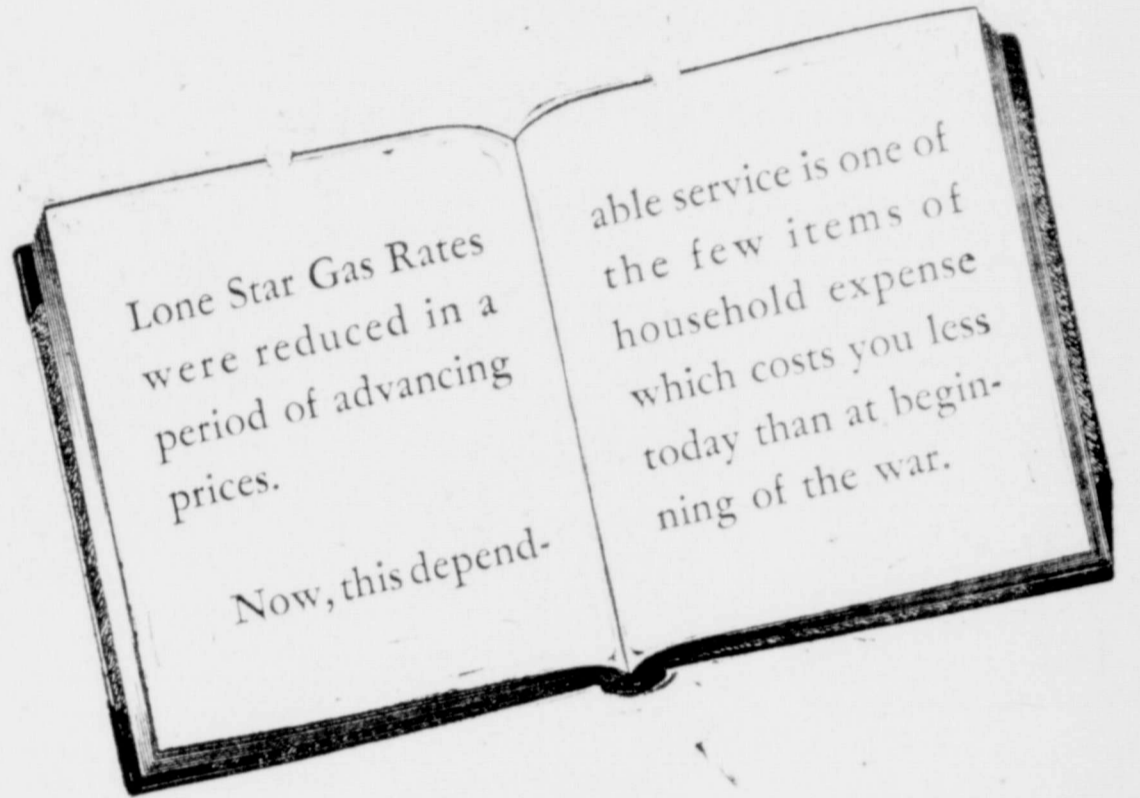 Lone Star Gas Rates
were reduced in a
period of advancing
prices.
Now, this depend-
able service is one of
the few items of
household expense
which costs you less
today than at begin-
ning of the war.